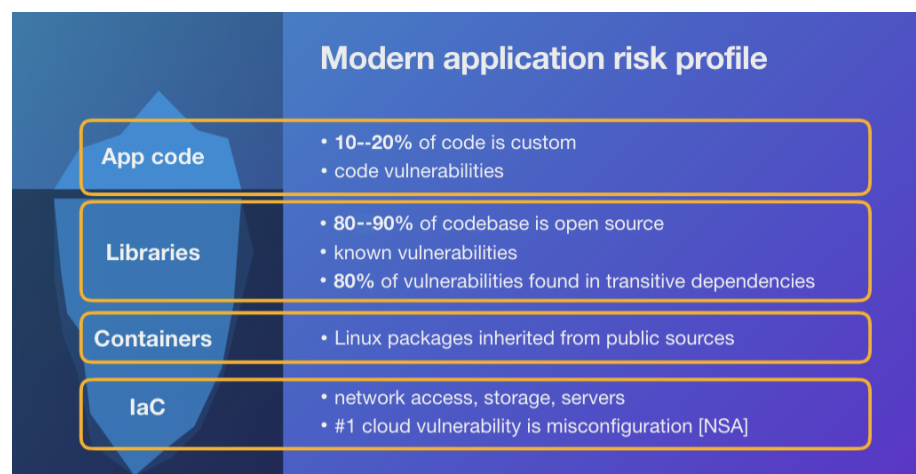 Modern application risk profile
App code
• 10--20% of code is custom
• code vulnerabilities
Libraries
• 80--90% of codebase is open source
• known vulnerabilities
• 80% of vulnerabilities found in transitive dependencies
Containers
• Linux packages inherited from public sources
IaC
• network access, storage, servers
• #1 cloud vulnerability is misconfiguration [NSA]